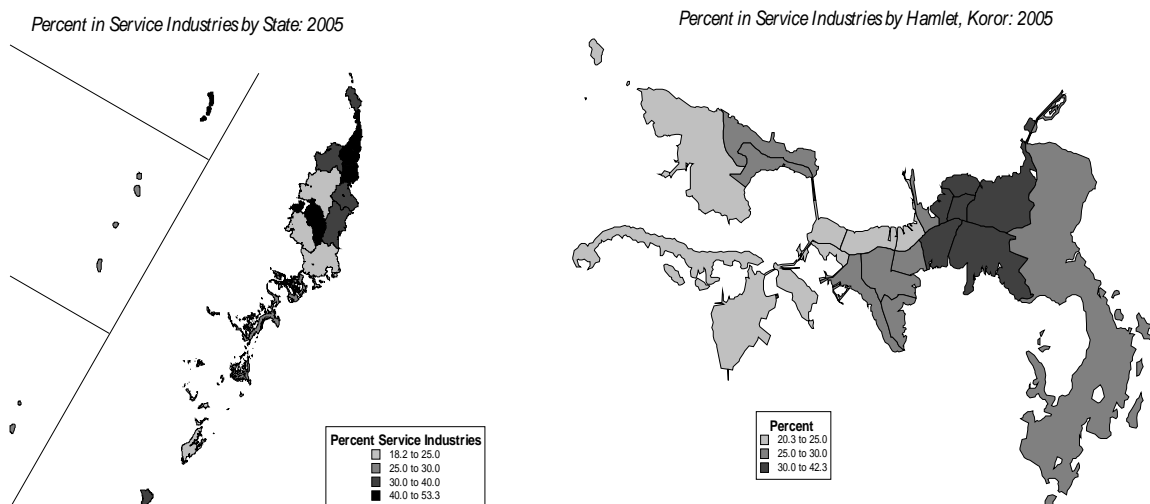 Percent in Service Industries by State: 2005
Percent in Service Industries by Hamlet, Koror: 2005
Percent Service Industries
18.2 to 25.0
25.0 to 30.0
30.0 to 40.0
40.0 to 53.3
Percent
20.3 to 25.0
25.0 to 30.0
30.0 to 42.3